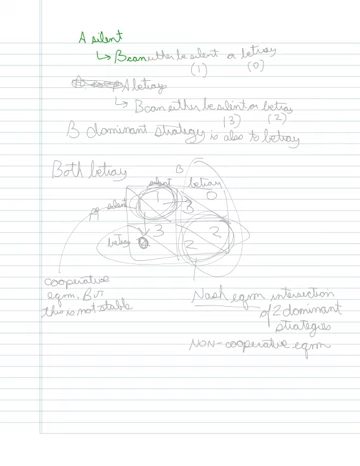 A silent
↳ B can either be silent or betray
(1) (0)
A betray
↳ B can either be silent or betray
(3) (2)
B dominant strategy is also to betray
Both betray
B
silent betray
silent 1 3 0
betray 0 3 2 2
cooperative
eqm. But
this is not stable
Nash eqm intersection
of 2 dominant
strategies
NON-cooperative eqm